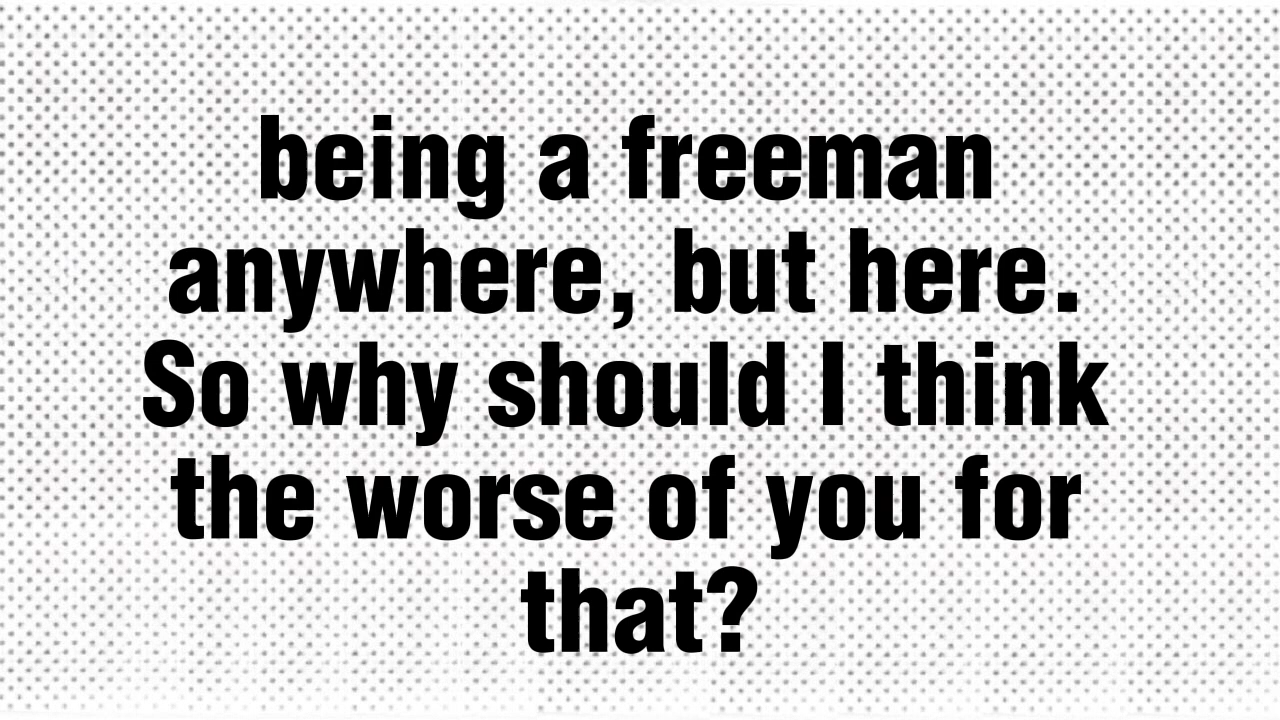 being a freeman
anywhere, but here.
So why should I think
the worse of you for
that?